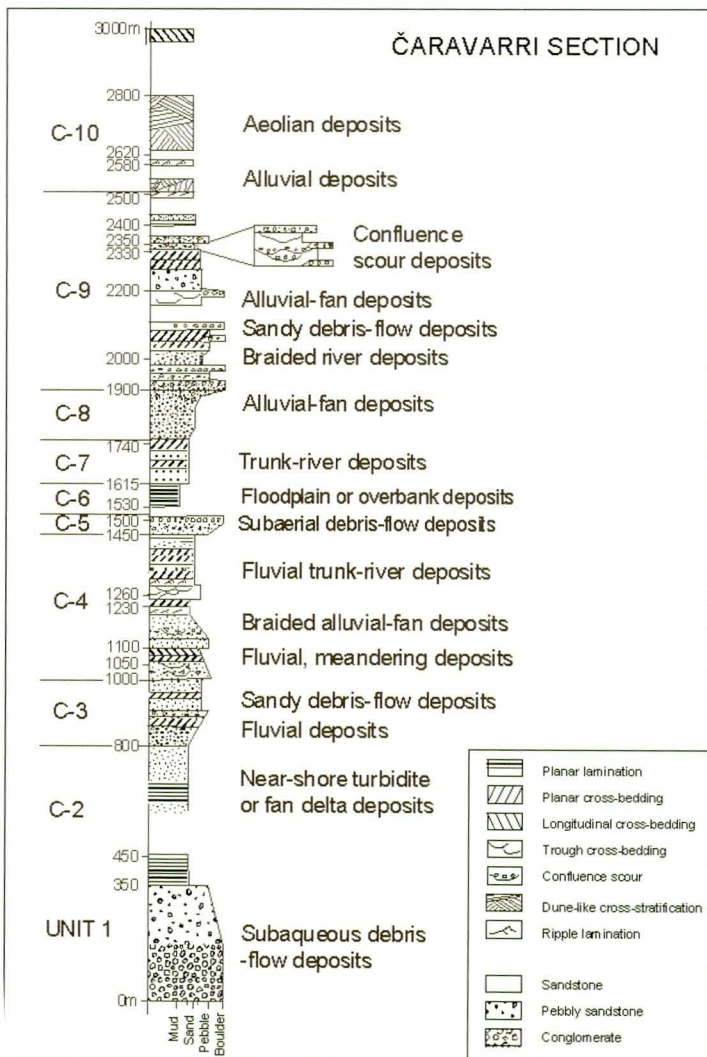 ČARAVARRI SECTION
3000m
2800
C-10
Aeolian deposits
2620
2580
Alluvial deposits
2500
2400
2350
2330
Confluence
scour deposits
C-9
2200
Alluvial-fan deposits
Sandy debris-flow deposits
2000
Braided river deposits
1900
C-8
Alluvial-fan deposits
1740
C-7
Trunk-river deposits
1615
C-6
1530
Floodplain or overbank deposits
C-5
1500
Subaerial debris-flow deposits
1450
Fluvial trunk-river deposits
C-4
1260
1230
Braided alluvial-fan deposits
1100
1050
Fluvial, meandering deposits
1000
C-3
Sandy debris-flow deposits
Fluvial deposits
800
C-2
Near-shore turbidite
or fan delta deposits
450
350
UNIT 1
Subaqueous debris
-flow deposits
0m
Mud
Sand
Pebble
Boulder
Planar lamination
Planar cross-bedding
Longitudinal cross-bedding
Trough cross-bedding
Confluence scour
Dune-like cross-stratification
Ripple lamination
Sandstone
Pebbly sandstone
Conglomerate